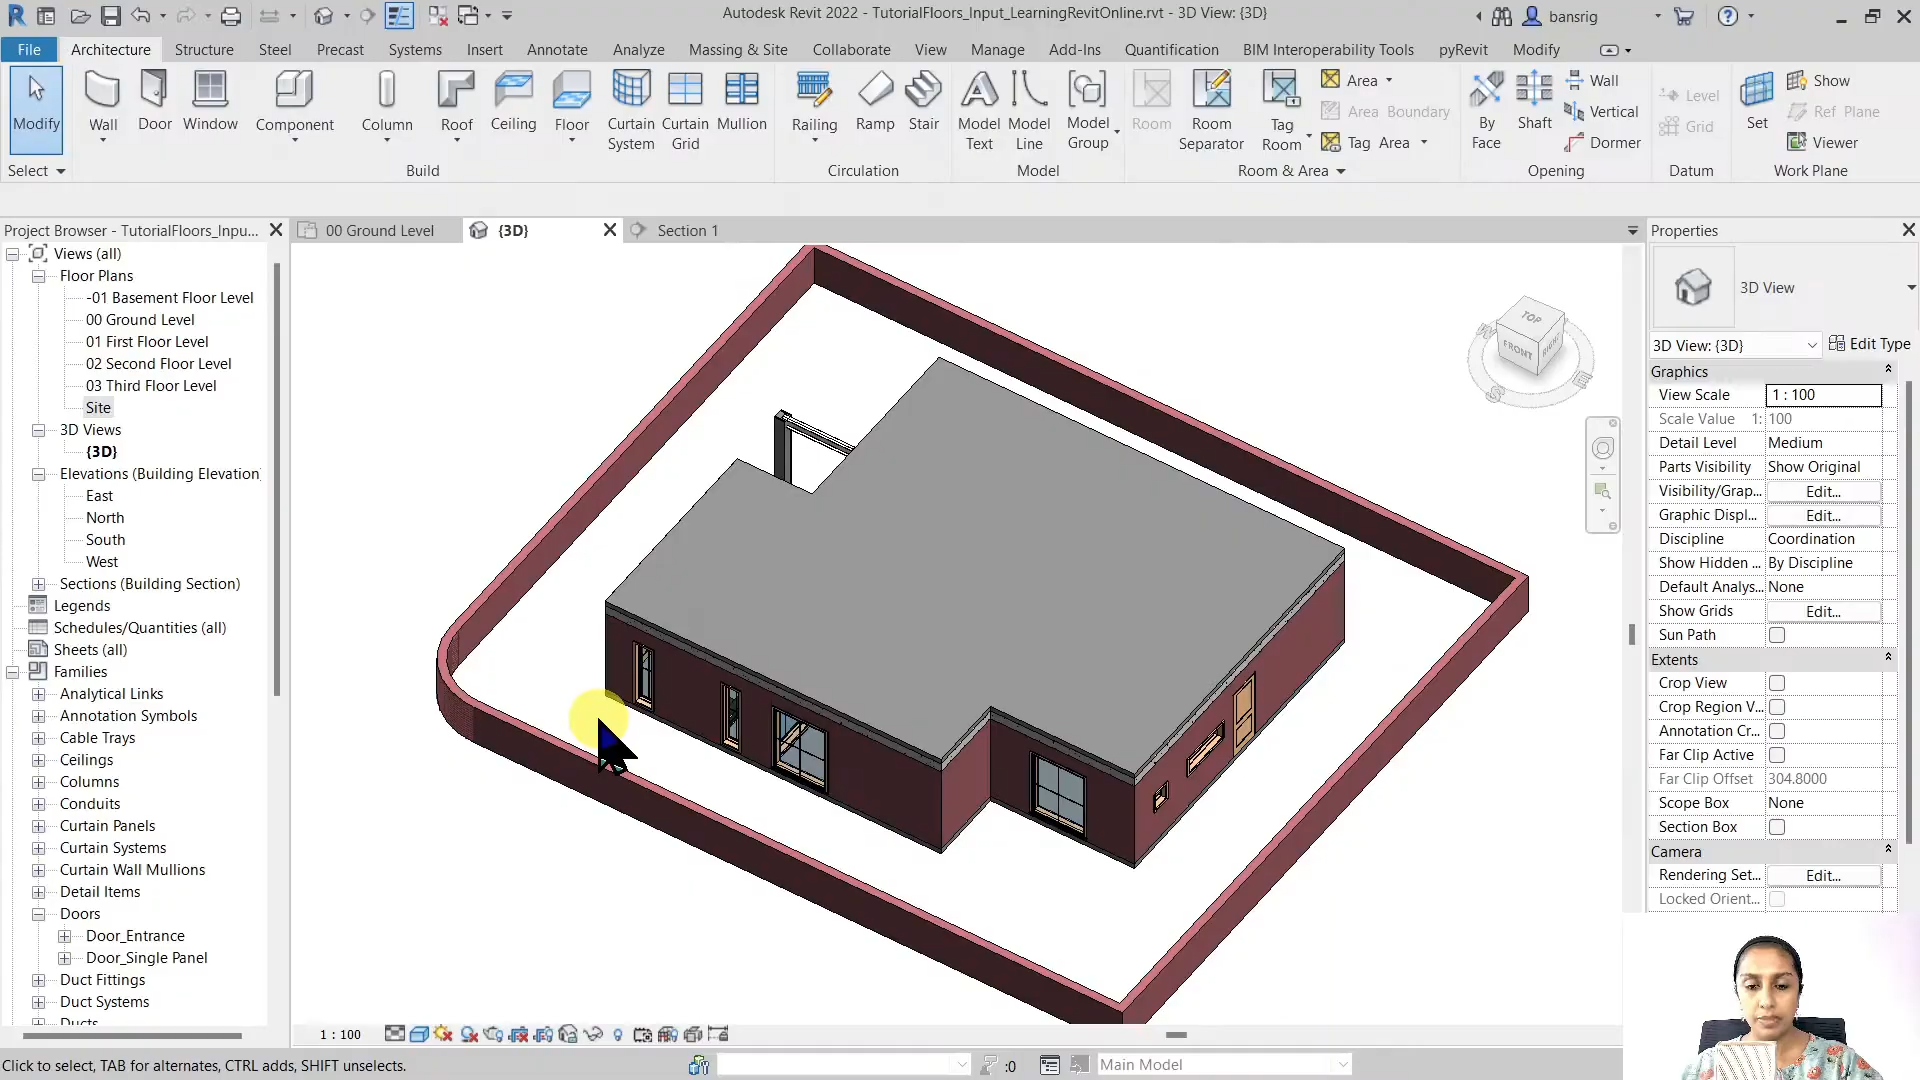 Autodesk Revit 2022 - TutorialFloors_Input_LearningRevitOnline.rvt - 3D View: {3D}
bansrig
File Architecture Structure Steel Precast Systems Insert Annotate Analyze Massing & Site Collaborate View Manage Add-Ins Quantification BIM Interoperability Tools pyRevit Modify
Modify Wall Door Window Component Column Roof Ceiling Floor Curtain System Curtain Grid Mullion Railing Ramp Stair Model Text Model Line Model Group Room Room Separator Tag Room
Area
Area Boundary
Tag Area
By Face Shaft
Wall
Vertical
Dormer
Level
Grid
Set
Show
Ref Plane
Viewer
Select Build Circulation Model Room & Area Opening Datum Work Plane
Project Browser - TutorialFloors_Inpu...
00 Ground Level
{3D}
Section 1
Views (all)
Floor Plans
-01 Basement Floor Level
00 Ground Level
01 First Floor Level
02 Second Floor Level
03 Third Floor Level
Site
3D Views
{3D}
Elevations (Building Elevation)
East
North
South
West
Sections (Building Section)
Legends
Schedules/Quantities (all)
Sheets (all)
Families
Analytical Links
Annotation Symbols
Cable Trays
Ceilings
Columns
Conduits
Curtain Panels
Curtain Systems
Curtain Wall Mullions
Detail Items
Doors
Door_Entrance
Door_Single Panel
Duct Fittings
Duct Systems
Ducts
TOP
FRONT
RIGHT
W
S
E
Properties
3D View
3D View: {3D}
Edit Type
Graphics
View Scale 1 : 100
Scale Value 1: 100
Detail Level Medium
Parts Visibility Show Original
Visibility/Grap... Edit...
Graphic Displ... Edit...
Discipline Coordination
Show Hidden ... By Discipline
Default Analys... None
Show Grids Edit...
Sun Path
Extents
Crop View
Crop Region V...
Annotation Cr...
Far Clip Active
Far Clip Offset 304.8000
Scope Box None
Section Box
Camera
Rendering Set... Edit...
Locked Orient...
1 : 100
Click to select, TAB for alternates, CTRL adds, SHIFT unselects.
:0
Main Model